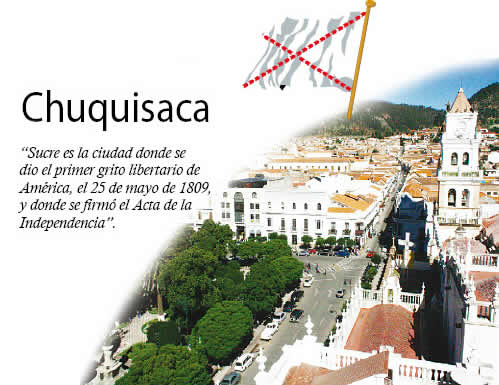 Chuquisaca
“Sucre es la ciudad donde se
dio el primer grito libertario de
América, el 25 de mayo de 1809,
y donde se firmó el Acta de la
Independencia”.